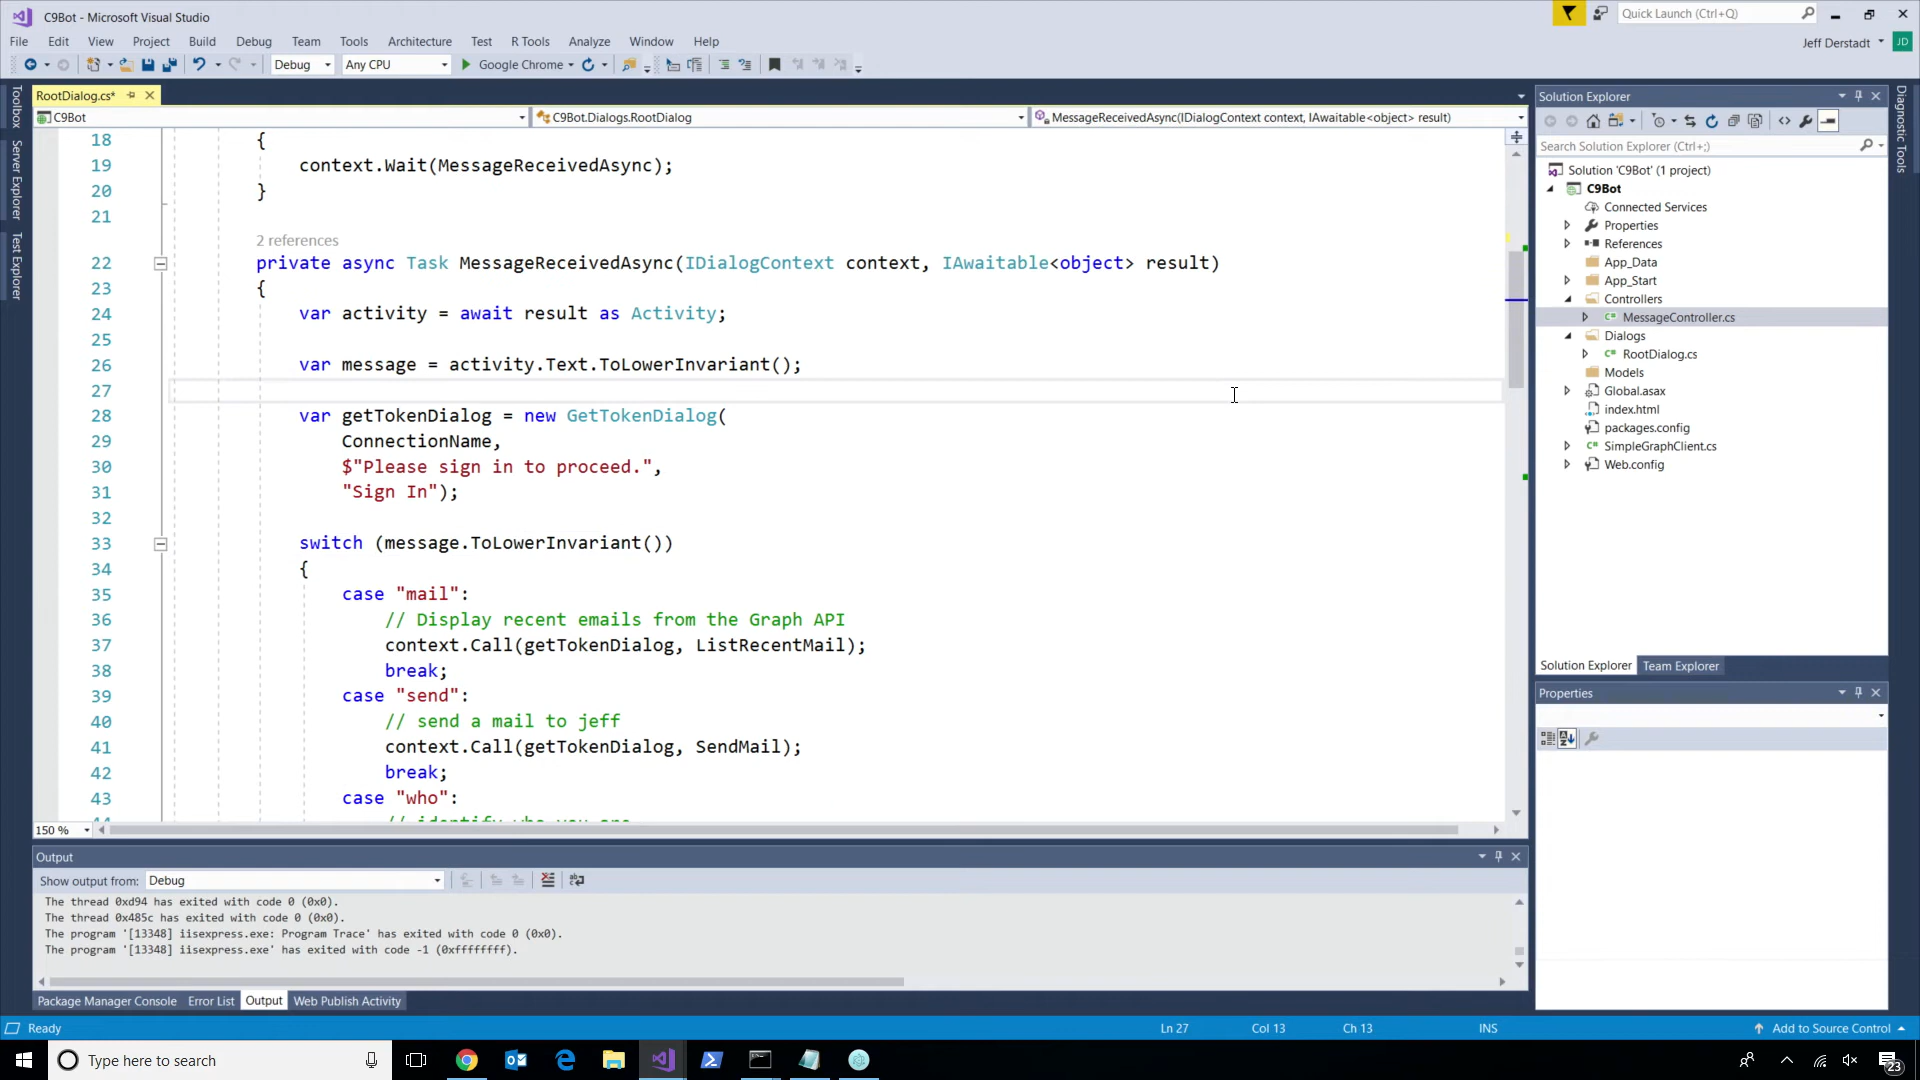 C9Bot - Microsoft Visual Studio
Quick Launch (Ctrl+Q)
File Edit View Project Build Debug Team Tools Architecture Test R Tools Analyze Window Help
Jeff Derstadt JD
Debug Any CPU Google Chrome
Toolbox
Server Explorer
Test Explorer
RootDialog.cs*
C9Bot C9Bot.Dialogs.RootDialog MessageReceivedAsync(IDialogContext context, IAwaitable<object> result)
18 {
19 context.Wait(MessageReceivedAsync);
20 }
21
2 references
22 private async Task MessageReceivedAsync(IDialogContext context, IAwaitable<object> result)
23 {
24 var activity = await result as Activity;
25
26 var message = activity.Text.ToLowerInvariant();
27
28 var getTokenDialog = new GetTokenDialog(
29 ConnectionName,
30 $"Please sign in to proceed.",
31 "Sign In");
32
33 switch (message.ToLowerInvariant())
34 {
35 case "mail":
36 // Display recent emails from the Graph API
37 context.Call(getTokenDialog, ListRecentMail);
38 break;
39 case "send":
40 // send a mail to jeff
41 context.Call(getTokenDialog, SendMail);
42 break;
43 case "who":
150 %
Output
Show output from: Debug
The thread 0xd94 has exited with code 0 (0x0).
The thread 0x485c has exited with code 0 (0x0).
The program '[13348] iisexpress.exe: Program Trace' has exited with code 0 (0x0).
The program '[13348] iisexpress.exe' has exited with code -1 (0xffffffff).
Package Manager Console Error List Output Web Publish Activity
Solution Explorer
Search Solution Explorer (Ctrl+;)
Solution 'C9Bot' (1 project)
C9Bot
Connected Services
Properties
References
App_Data
App_Start
Controllers
C# MessageController.cs
Dialogs
C# RootDialog.cs
Models
Global.asax
index.html
packages.config
C# SimpleGraphClient.cs
Web.config
Solution Explorer Team Explorer
Properties
Diagnostic Tools
Ready Ln 27 Col 13 Ch 13 INS Add to Source Control
Type here to search
23